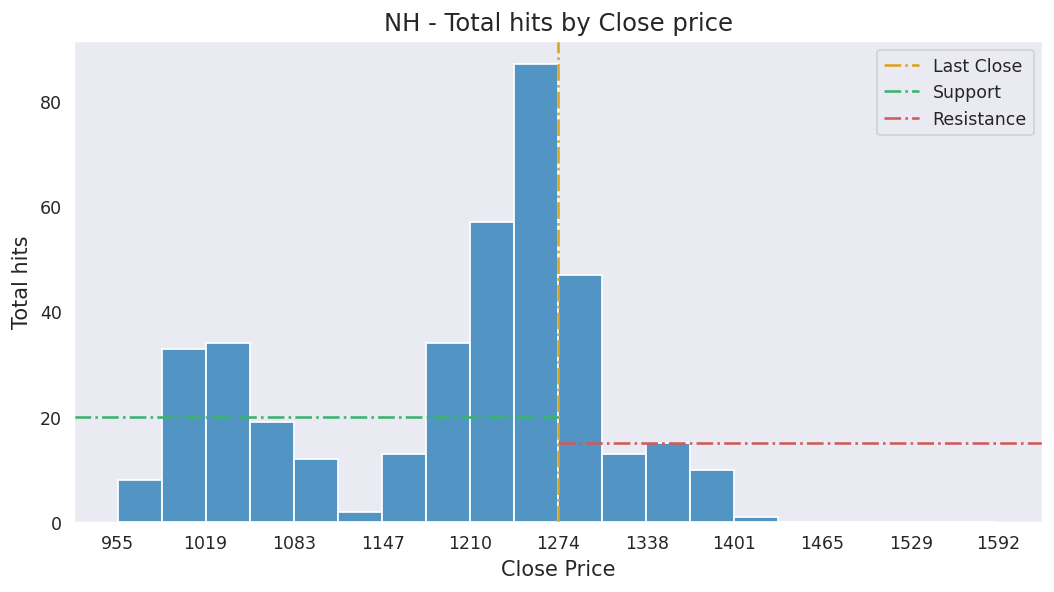 NH - Total hits by Close price
Last Close
Support
Resistance
Total hits
80
60
40
20
0
955 1019 1083 1147 1210 1274 1338 1401 1465 1529 1592
Close Price